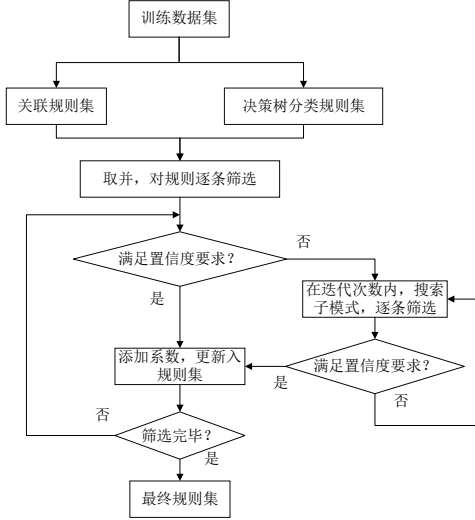 训练数据集
关联规则集
决策树分类规则集
取并，对规则逐条筛选
满足置信度要求？
否
是
在迭代次数内，搜索
子模式，逐条筛选
添加系数，更新入
规则集
满足置信度要求？
是
否
否
筛选完毕？
是
最终规则集